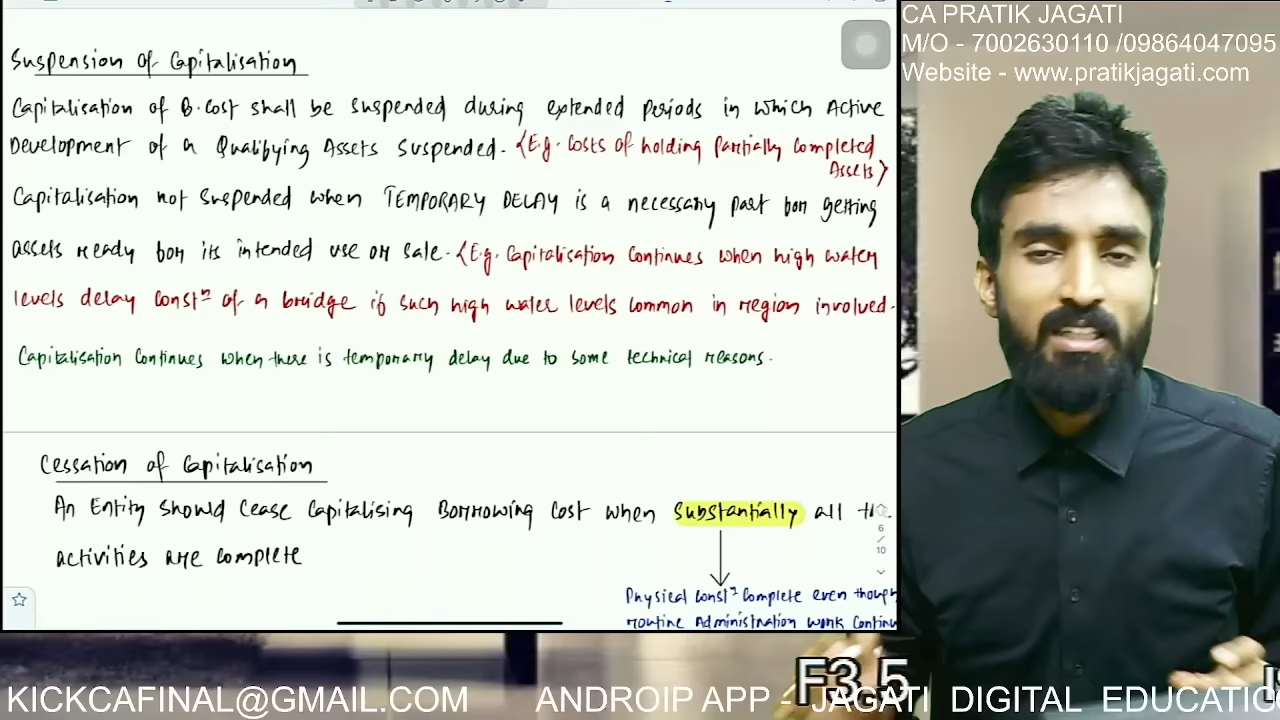 Suspension of Capitalisation
Capitalisation of B.Cost shall be suspended during extended periods in which Active
Development of a Qualifying Assets suspended. {E.g. Costs of holding Partially Completed
Assets}
Capitalisation not suspended when TEMPORARY DELAY is a necessary part for getting
assets ready for its intended use or sale. {E.g. Capitalisation Continues when high water
levels delay Constⁿ of a bridge if such high water levels common in region involved.
Capitalisation Continues when there is temporary delay due to some technical reasons.
Cessation of Capitalisation
An Entity should Cease Capitalising Borrowing Cost when Substantially all
activities are complete
Physical Constⁿ Complete even though
routine Administration work Contin
6
/
10
CA PRATIK JAGATI
M/O - 7002630110 /09864047095
Website - www.pratikjagati.com
F3.5
KICKCAFINAL@GMAIL.COM ANDROIP APP - JAGATI DIGITAL EDUCATIO